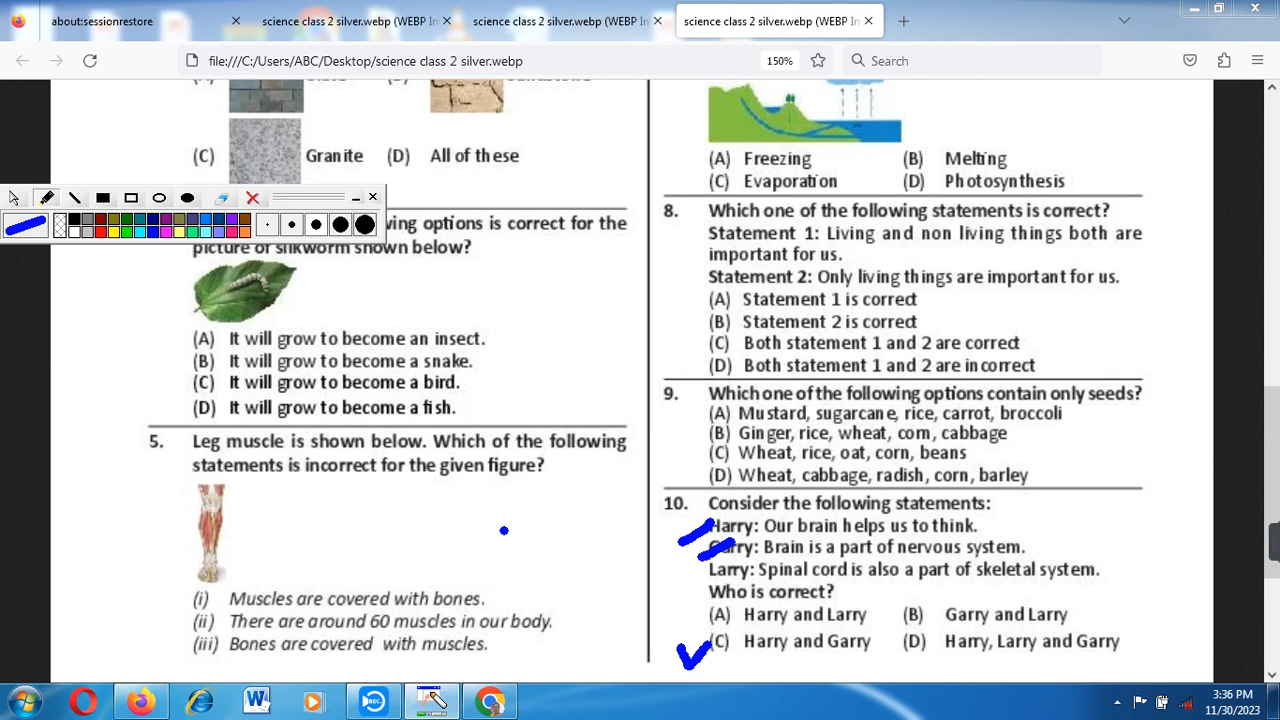 about:sessionrestore
science class 2 silver.webp (WEBP In
science class 2 silver.webp (WEBP In
science class 2 silver.webp (WEBP In
file:///C:/Users/ABC/Desktop/science class 2 silver.webp
150%
Search
(C) Granite (D) All of these
ving options is correct for the
picture of silkworm shown below?
(A) It will grow to become an insect.
(B) It will grow to become a snake.
(C) It will grow to become a bird.
(D) It will grow to become a fish.
5. Leg muscle is shown below. Which of the following
statements is incorrect for the given figure?
(i) Muscles are covered with bones.
(ii) There are around 60 muscles in our body.
(iii) Bones are covered with muscles.
(A) Freezing (B) Melting
(C) Evaporation (D) Photosynthesis
8. Which one of the following statements is correct?
Statement 1: Living and non living things both are
important for us.
Statement 2: Only living things are important for us.
(A) Statement 1 is correct
(B) Statement 2 is correct
(C) Both statement 1 and 2 are correct
(D) Both statement 1 and 2 are incorrect
9. Which one of the following options contain only seeds?
(A) Mustard, sugarcane, rice, carrot, broccoli
(B) Ginger, rice, wheat, corn, cabbage
(C) Wheat, rice, oat, corn, beans
(D) Wheat, cabbage, radish, corn, barley
10. Consider the following statements:
Harry: Our brain helps us to think.
Garry: Brain is a part of nervous system.
Larry: Spinal cord is also a part of skeletal system.
Who is correct?
(A) Harry and Larry (B) Garry and Larry
(C) Harry and Garry (D) Harry, Larry and Garry
REC
3:36 PM
11/30/2023